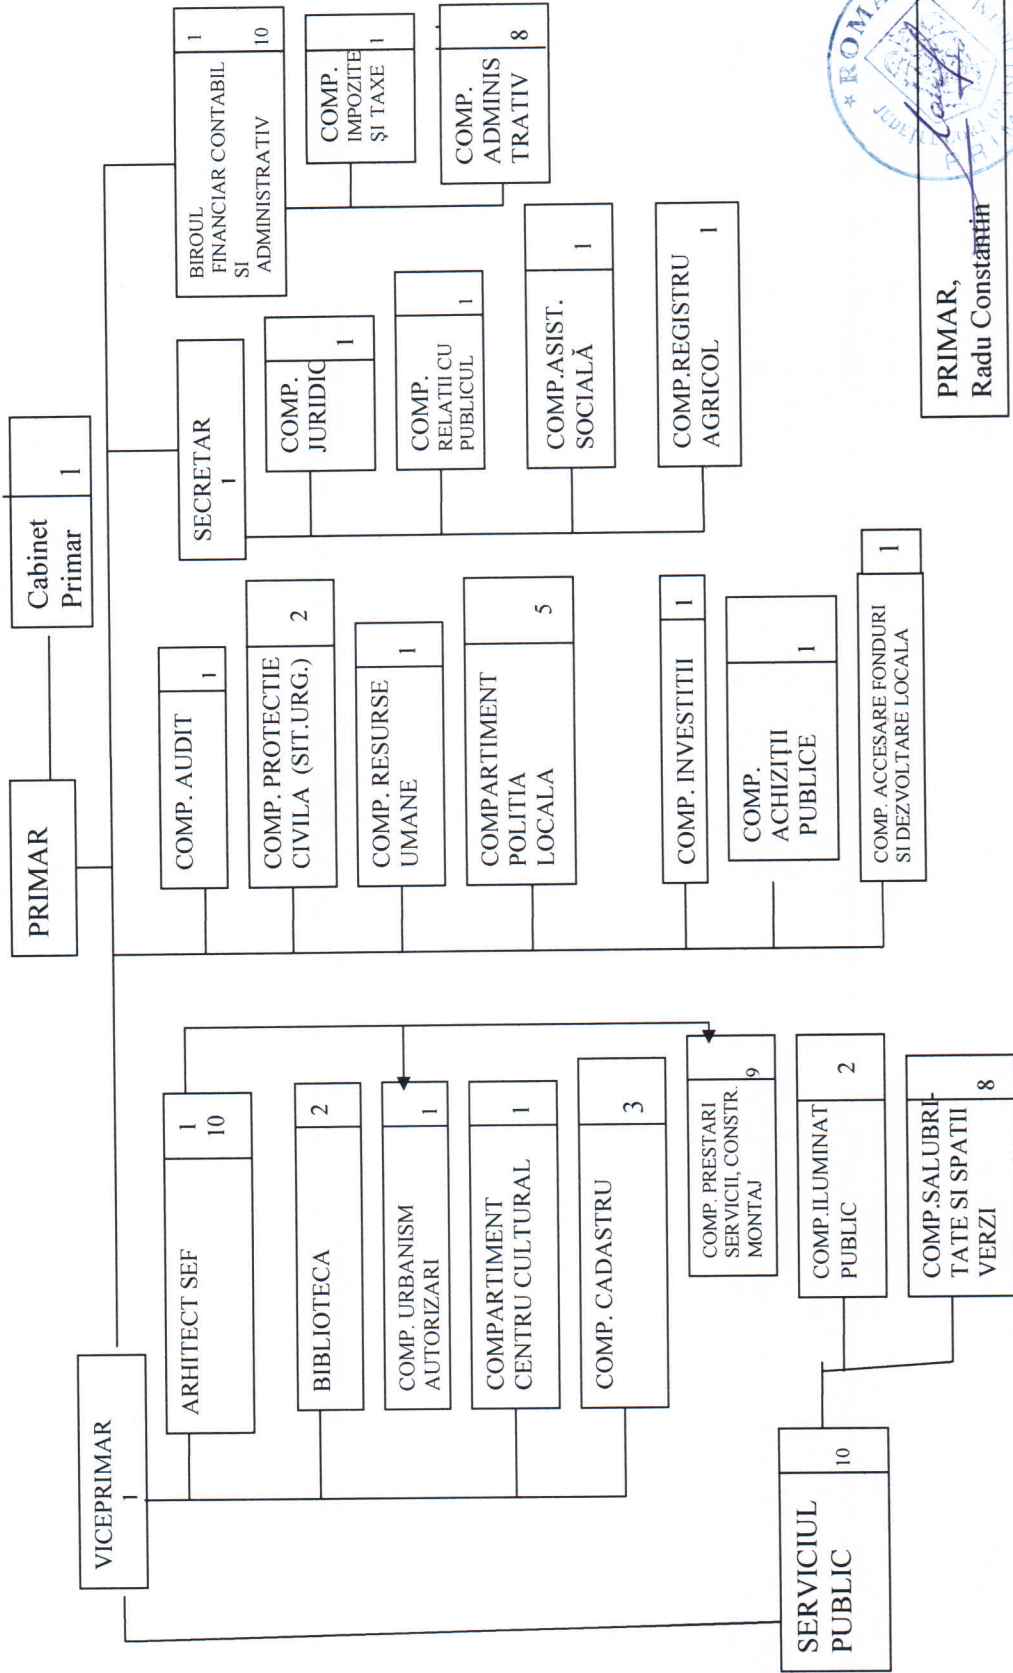 PRIMAR
Cabinet
Primar
1
VICEPRIMAR
1
ARHITECT SEF
1
10
BIBLIOTECA
2
COMP. URBANISM
AUTORIZARI
1
COMPARTIMENT
CENTRU CULTURAL
1
COMP. CADASTRU
3
COMP. PRESTARI
SERVICII, CONSTR.
MONTAJ
9
SERVICIUL
PUBLIC
10
COMP.ILUMINAT
PUBLIC
2
COMP.SALUBRI-
TATE SI SPATII
VERZI
8
COMP. AUDIT
1
COMP. PROTECTIE
CIVILA (SIT.URG.)
2
COMP. RESURSE
UMANE
1
COMPARTIMENT
POLITIA
LOCALA
5
COMP. INVESTITII
1
COMP.
ACHIZIŢII
PUBLICE
1
COMP. ACCESARE FONDURI
SI DEZVOLTARE LOCALA
1
SECRETAR
1
COMP.
JURIDIC
1
COMP.
RELATII CU
PUBLICUL
1
COMP.ASIST.
SOCIALĂ
1
COMP.REGISTRU
AGRICOL
1
BIROUL
FINANCIAR CONTABIL
SI
ADMINISTRATIV
1
10
COMP.
IMPOZITE
ŞI TAXE
1
COMP.
ADMINIS
TRATIV
8
PRIMAR,
Radu Constantin